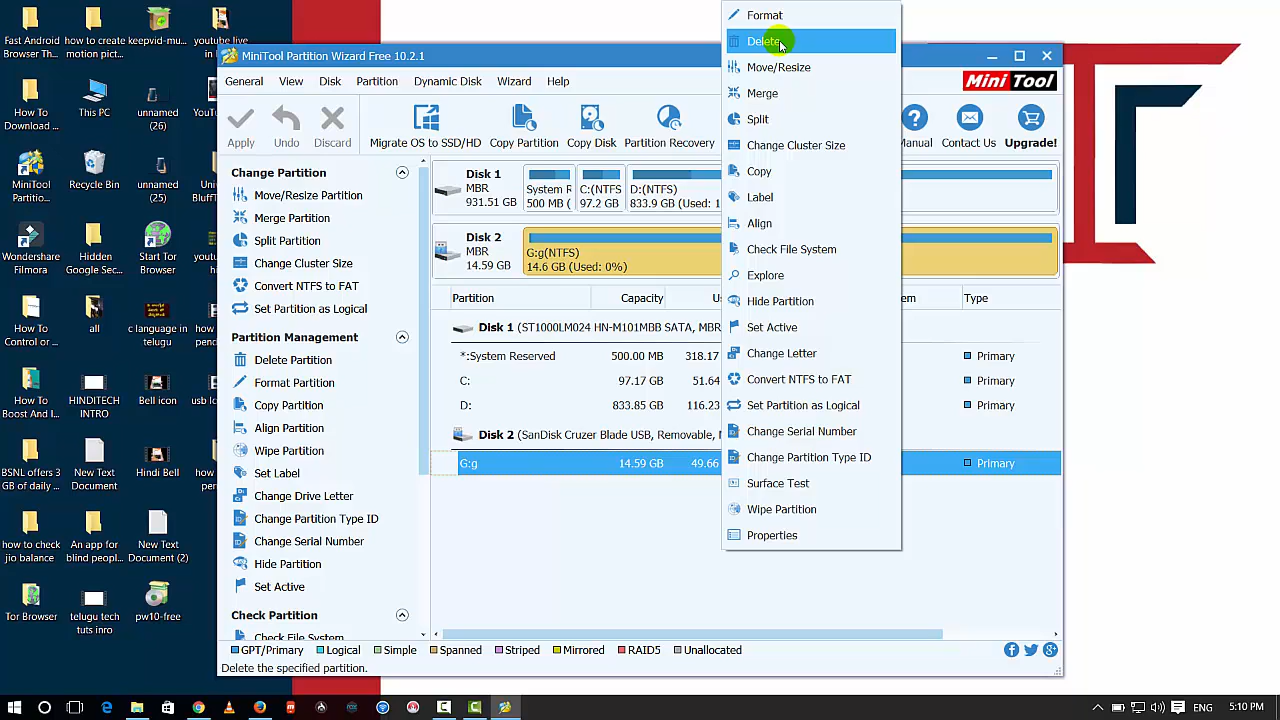 Fast Android
Browser Th...
how to create
motion pict...
keepvid-mu...
youtube
live in
How To
Download ...
This PC
unnamed
(26)
MiniTool
Partitio...
Recycle Bin
unnamed
(15)
Wondershare
Filmora
Hidden
Google Sec...
Start Tor
Browser
How To
Control or ...
all
c language in
telugu
How To
Boost And I...
HINDITECH
INTRO
Bell icon
BSNL offers 3
GB of daily ...
New Text
Document
Hindi Bell
how to check
jio balance
An app for
blind peopl...
New Text
Document (2)
Tor Browser
telugu tech
tuts inro
pw10-free
MiniTool Partition Wizard Free 10.2.1
General View Disk Partition Dynamic Disk Wizard Help
Mini Tool
Apply Undo Discard Migrate OS to SSD/HD Copy Partition Copy Disk Partition Recovery Manual Contact Us Upgrade!
Change Partition
Move/Resize Partition
Merge Partition
Split Partition
Change Cluster Size
Convert NTFS to FAT
Set Partition as Logical
Partition Management
Delete Partition
Format Partition
Copy Partition
Align Partition
Wipe Partition
Set Label
Change Drive Letter
Change Partition Type ID
Change Serial Number
Hide Partition
Set Active
Check Partition
Check File System
Disk 1
MBR
931.51 GB
System R
500 MB (
C:(NTFS)
97.2 GB
D:(NTFS)
833.9 GB (Used: 1
Disk 2
MBR
14.59 GB
G:g(NTFS)
14.6 GB (Used: 0%)
Partition Capacity Type
Disk 1 (ST1000LM024 HN-M101MBB SATA, MBR
*:System Reserved 500.00 MB 318.17 Primary
C: 97.17 GB 51.64 Primary
D: 833.85 GB 116.23 Primary
Disk 2 (SanDisk Cruzer Blade USB, Removable, M
G:g 14.59 GB 49.66 Primary
Format
Delete
Move/Resize
Merge
Split
Change Cluster Size
Copy
Label
Align
Check File System
Explore
Hide Partition
Set Active
Change Letter
Convert NTFS to FAT
Set Partition as Logical
Change Serial Number
Change Partition Type ID
Surface Test
Wipe Partition
Properties
GPT/Primary Logical Simple Spanned Striped Mirrored RAID5 Unallocated
Delete the specified partition.
ENG 5:10 PM